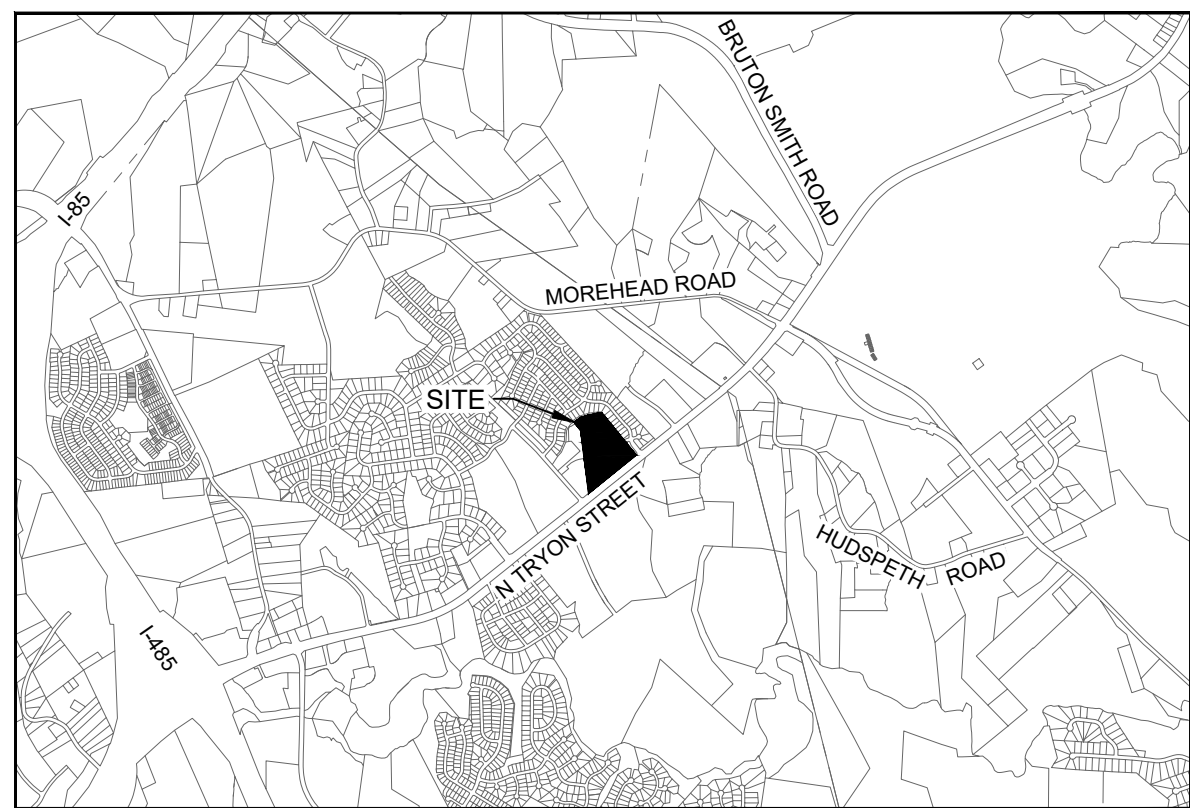 BRUTON SMITH ROAD
I-85
MOREHEAD ROAD
SITE
N TRYON STREET
HUDSPETH ROAD
I-485